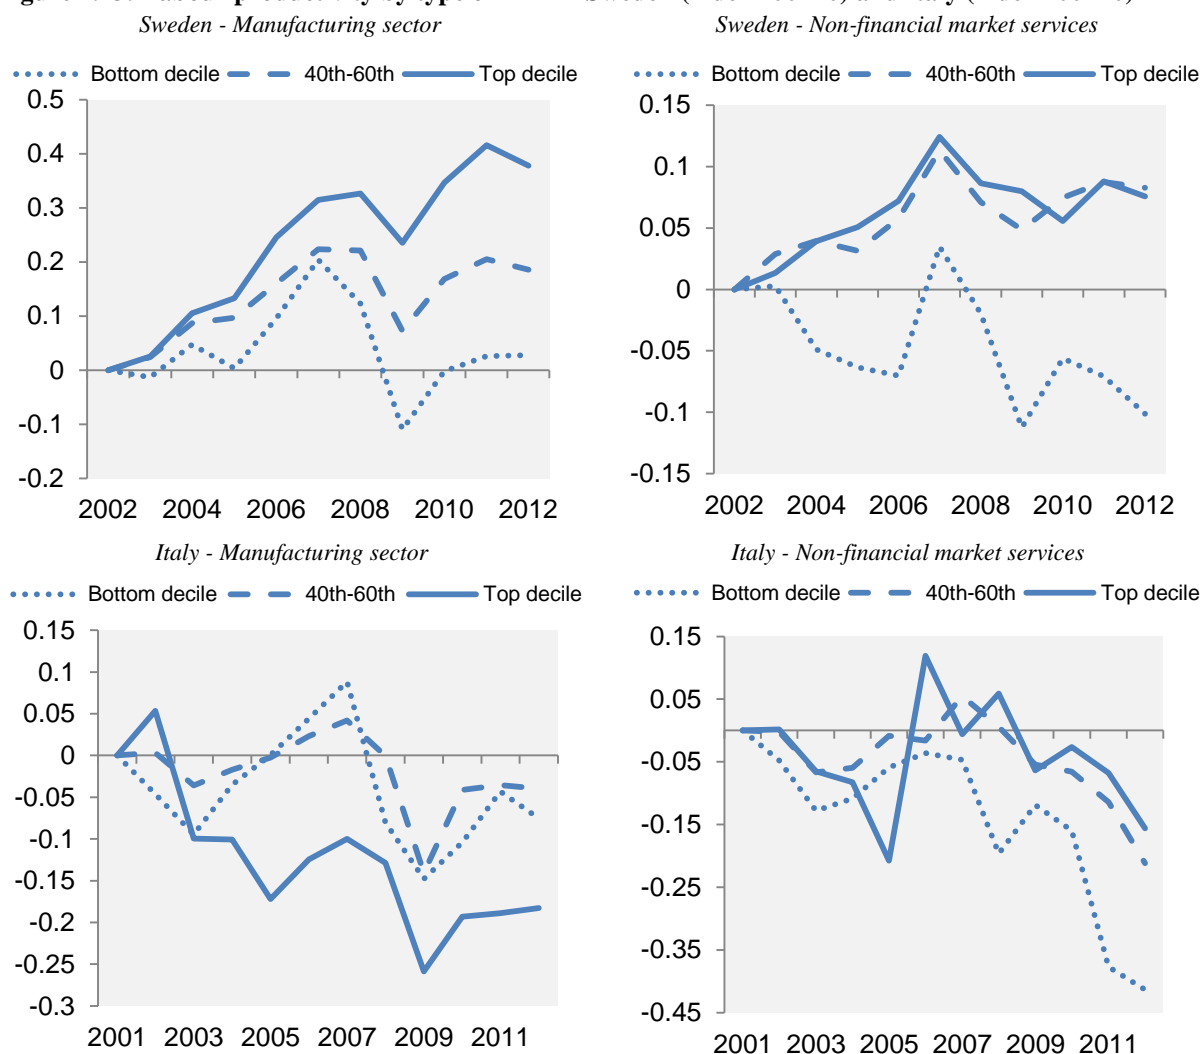 Sweden - Manufacturing sector
Bottom decile 40th-60th Top decile
0.5
0.4
0.3
0.2
0.1
0
-0.1
-0.2
2002 2004 2006 2008 2010 2012
Sweden - Non-financial market services
Bottom decile 40th-60th Top decile
0.15
0.1
0.05
0
-0.05
-0.1
-0.15
2002 2004 2006 2008 2010 2012
Italy - Manufacturing sector
Bottom decile 40th-60th Top decile
0.15
0.1
0.05
0
-0.05
-0.1
-0.15
-0.2
-0.25
-0.3
2001 2003 2005 2007 2009 2011
Italy - Non-financial market services
Bottom decile 40th-60th Top decile
0.15
0.05
-0.05
-0.15
-0.25
-0.35
-0.45
2001 2003 2005 2007 2009 2011